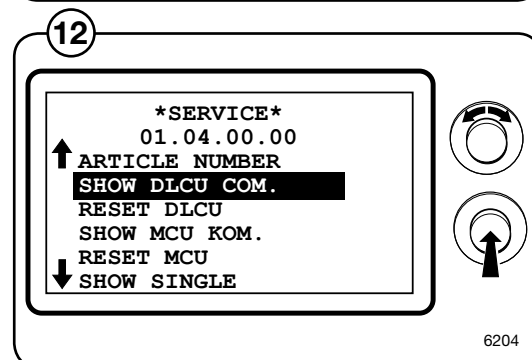 12
*SERVICE*
01.04.00.00
ARTICLE NUMBER
SHOW DLCU COM.
RESET DLCU
SHOW MCU KOM.
RESET MCU
SHOW SINGLE
6204